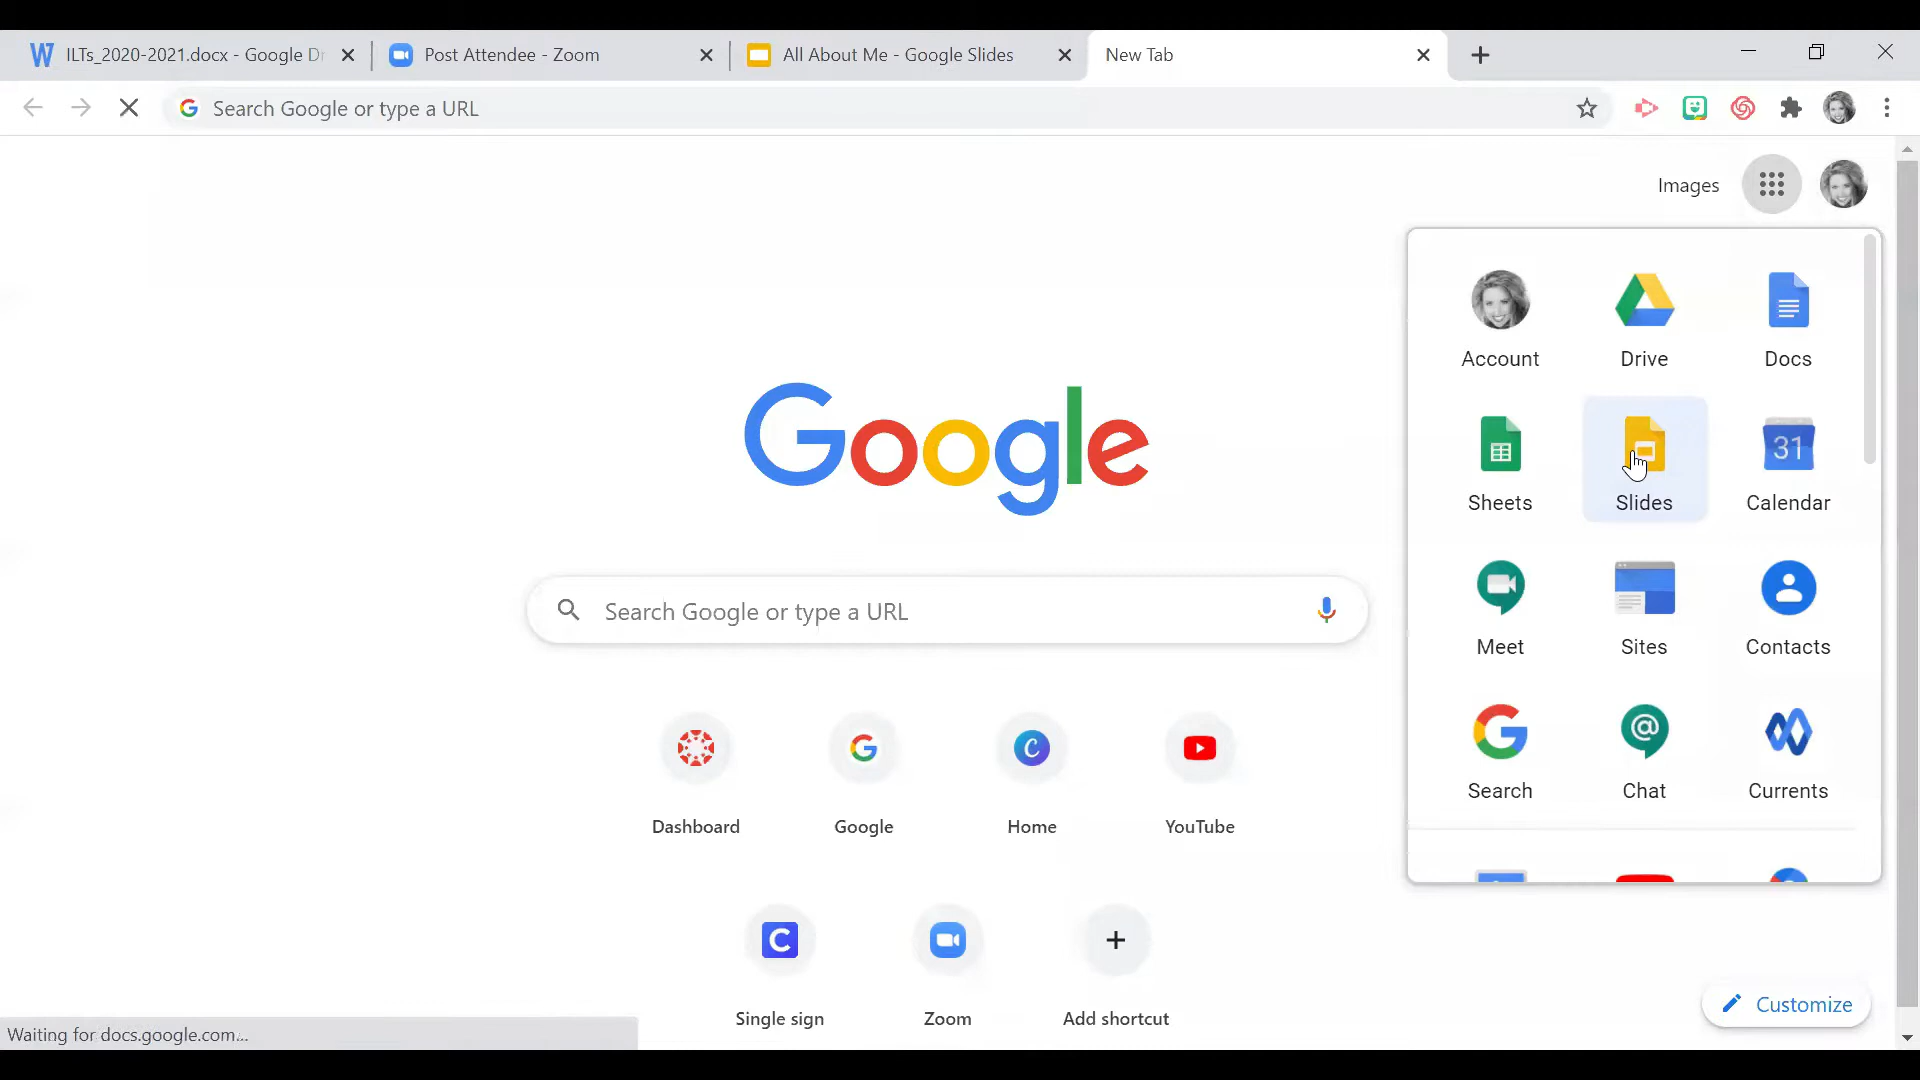 ILTs_2020-2021.docx - Google Dr
Post Attendee - Zoom
All About Me - Google Slides
New Tab
Search Google or type a URL
Images
Account
Drive
Docs
Sheets
Slides
31
Calendar
Google
Search Google or type a URL
Meet
Sites
Contacts
Search
Chat
Currents
Dashboard
Google
Home
YouTube
Single sign
Zoom
Add shortcut
Customize
Waiting for docs.google.com...